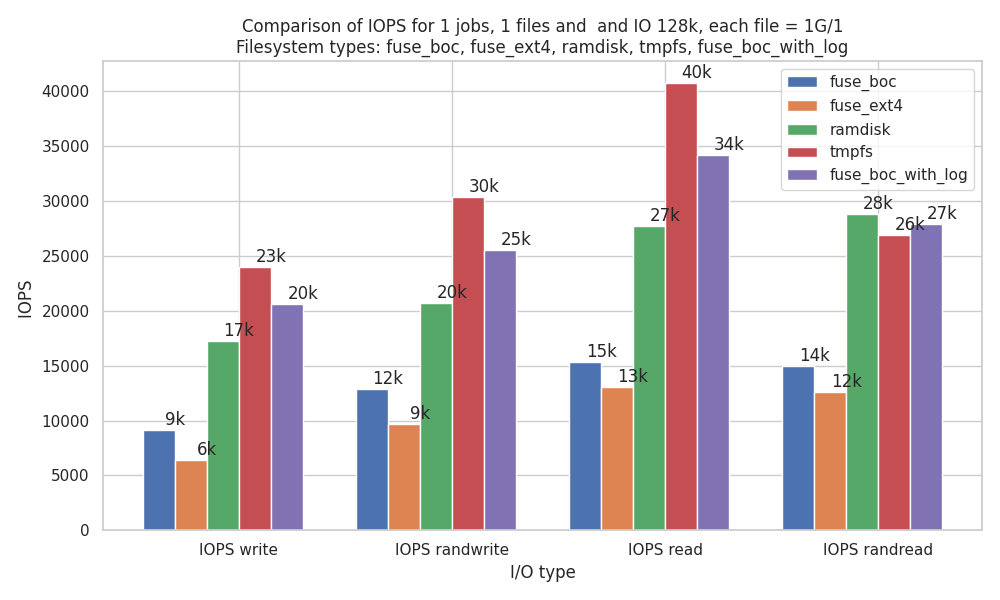 Comparison of IOPS for 1 jobs, 1 files and  and IO 128k, each file = 1G/1
Filesystem types: fuse_boc, fuse_ext4, ramdisk, tmpfs, fuse_boc_with_log
IOPS
40000
35000
30000
25000
20000
15000
10000
5000
0
9k
6k
17k
23k
20k
12k
9k
20k
30k
25k
15k
13k
27k
40k
34k
14k
12k
28k
26k
27k
fuse_boc
fuse_ext4
ramdisk
tmpfs
fuse_boc_with_log
IOPS write
IOPS randwrite
IOPS read
IOPS randread
I/O type